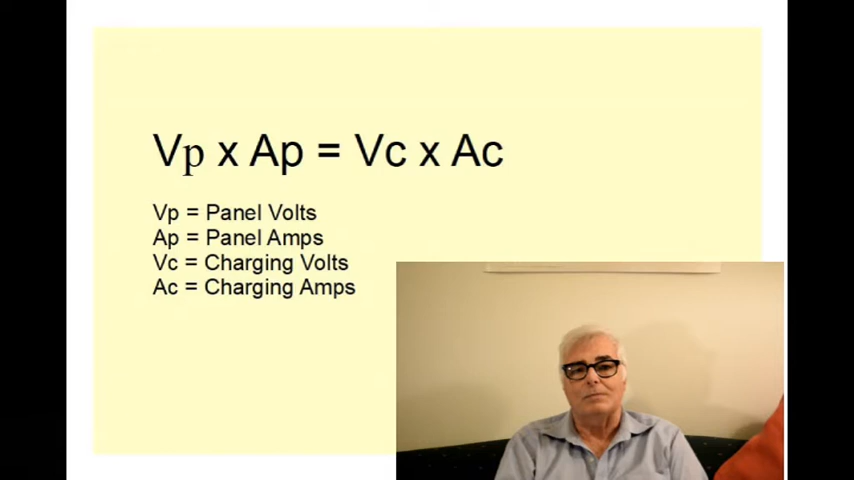 Vp x Ap = Vc x Ac
Vp = Panel Volts
Ap = Panel Amps
Vc = Charging Volts
Ac = Charging Amps